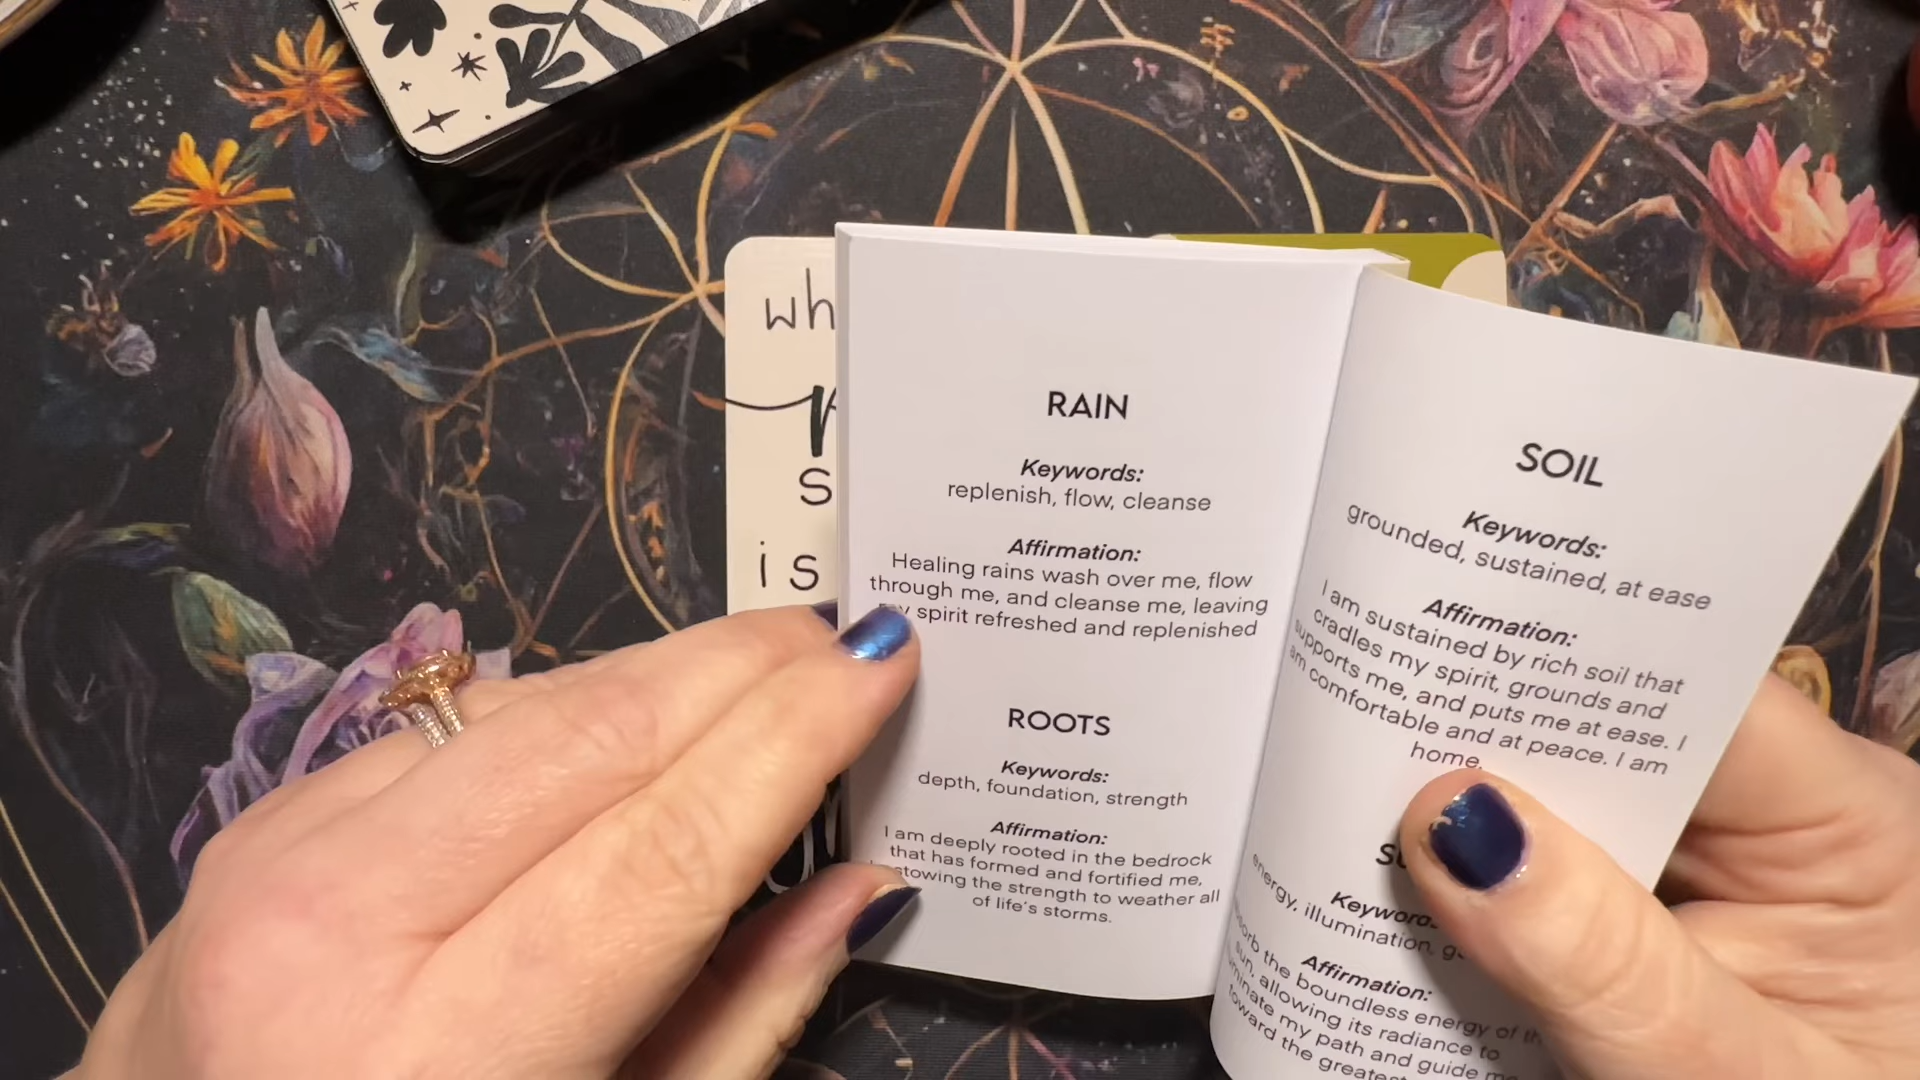 wh
s
is
RAIN
Keywords:
replenish, flow, cleanse
Affirmation:
Healing rains wash over me, flow
through me, and cleanse me, leaving
spirit refreshed and replenished
ROOTS
Keywords:
depth, foundation, strength
Affirmation:
I am deeply rooted in the bedrock
that has formed and fortified me,
stowing the strength to weather all
of life's storms.
SOIL
Keywords:
grounded, sustained, at ease
Affirmation:
I am sustained by rich soil that
cradles my spirit, grounds and
supports me, and puts me at ease. I
am comfortable and at peace. I am
home.
Keywords
energy, illumination,
Affirmation:
the boundless energy of
sun, allowing its radiance to
my path and guide me
toward the greatest